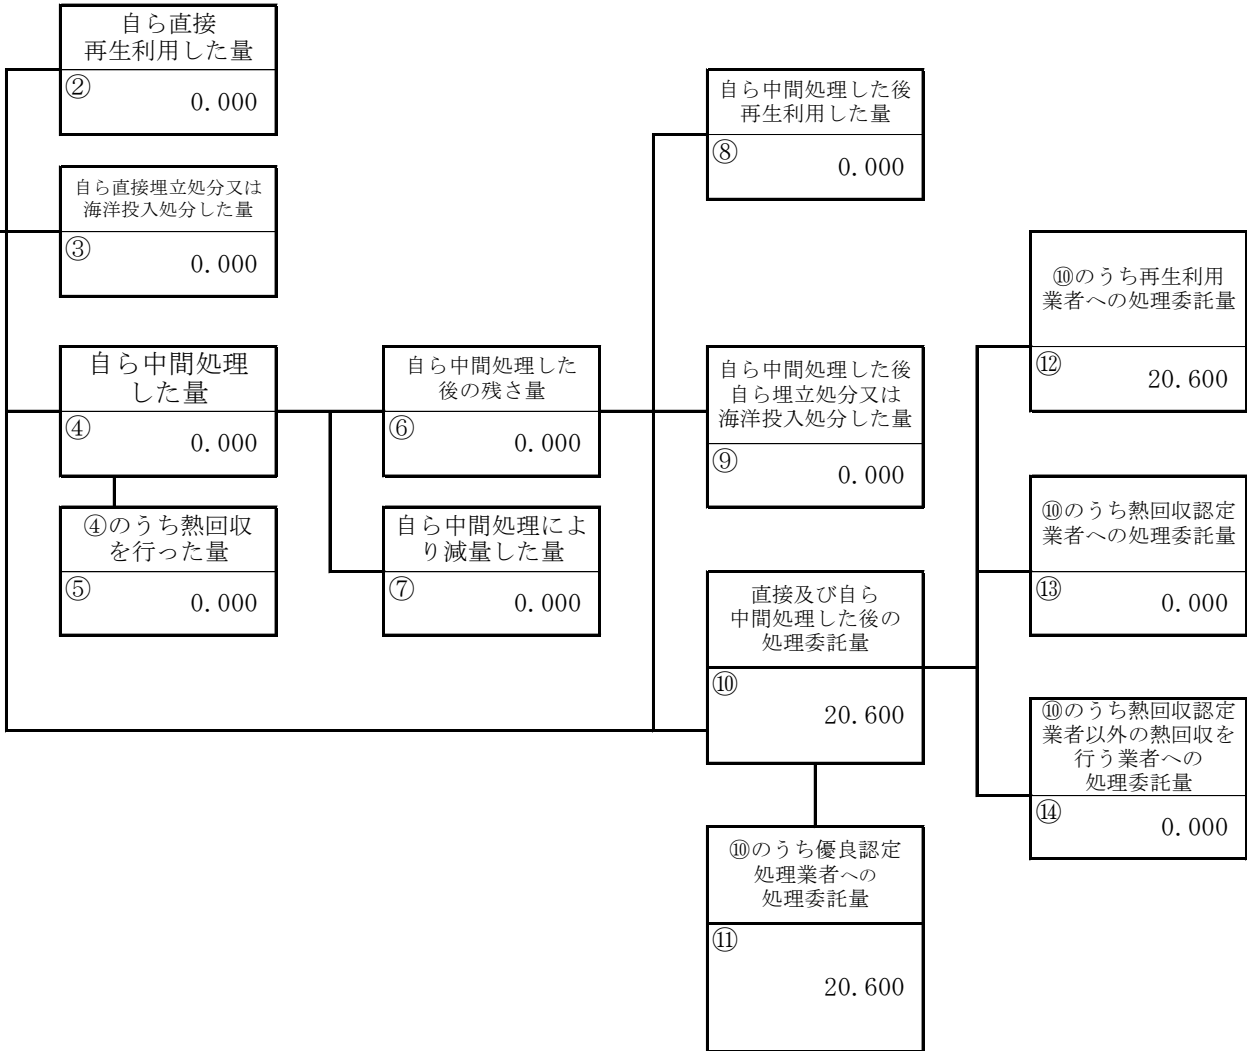 自ら直接
再生利用した量
②
0.000
自ら直接埋立処分又は
海洋投入処分した量
③
0.000
自ら中間処理
した量
④
0.000
④のうち熱回収
を行った量
⑤
0.000
自ら中間処理した
後の残さ量
⑥
0.000
自ら中間処理によ
り減量した量
⑦
0.000
自ら中間処理した後
再生利用した量
⑧
0.000
自ら中間処理した後
自ら埋立処分又は
海洋投入処分した量
⑨
0.000
直接及び自ら
中間処理した後の
処理委託量
⑩
20.600
⑩のうち優良認定
処理業者への
処理委託量
⑪
20.600
⑩のうち再生利用
業者への処理委託量
⑫
20.600
⑩のうち熱回収認定
業者への処理委託量
⑬
0.000
⑩のうち熱回収認定
業者以外の熱回収を
行う業者への
処理委託量
⑭
0.000